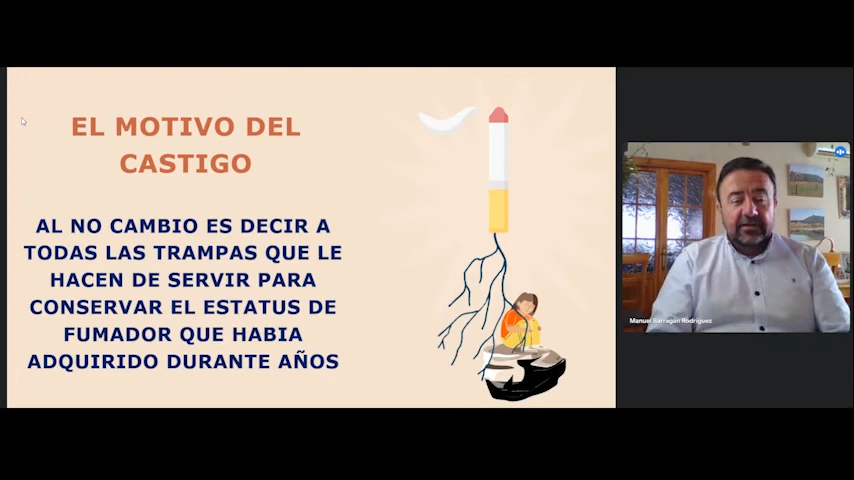 EL MOTIVO DEL
CASTIGO
AL NO CAMBIO ES DECIR A
TODAS LAS TRAMPAS QUE LE
HACEN DE SERVIR PARA
CONSERVAR EL ESTATUS DE
FUMADOR QUE HABIA
ADQUIRIDO DURANTE AÑOS
Manuel Barragán Rodríguez